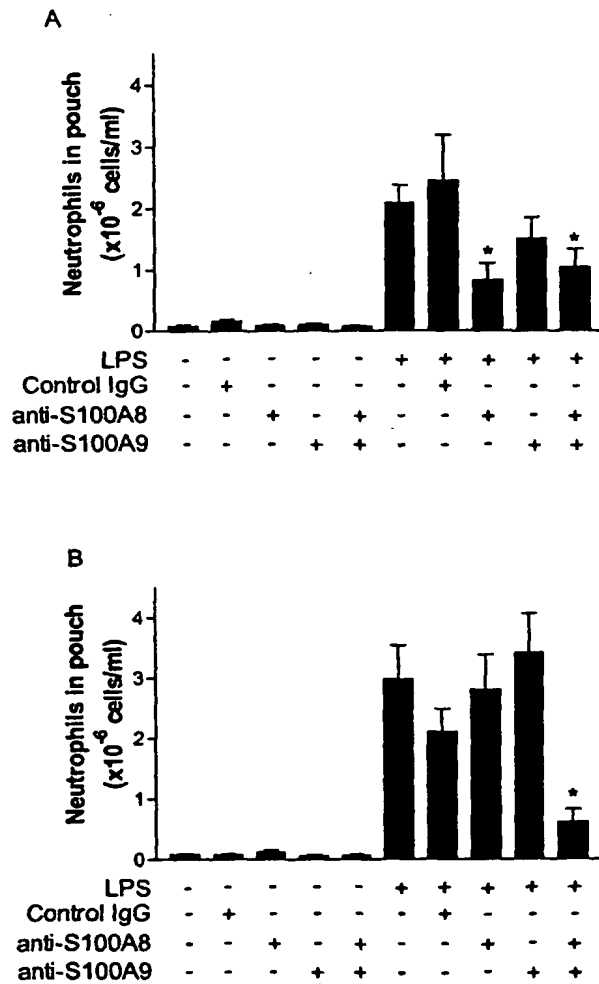 A
Neutrophils in pouch
(x10⁻⁶ cells/ml)
4
3
2
1
0
*
*
LPS - - - - - + + + + +
Control IgG - + - - - - + - - -
anti-S100A8 - - + - + - - + - +
anti-S100A9 - - - + + - - - + +
B
Neutrophils in pouch
(x10⁻⁶ cells/ml)
4
3
2
1
0
*
LPS - - - - - + + + + +
Control IgG - + - - - - + - - -
anti-S100A8 - - + - + - - + - +
anti-S100A9 - - - + + - - - + +